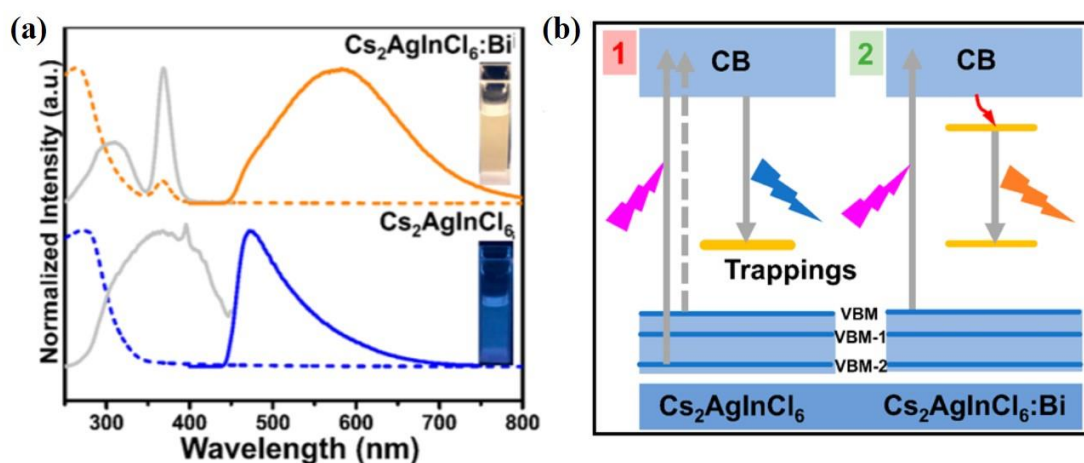 (a)
Cs₂AgInCl₆:Bi
Cs₂AgInCl₆
Normalized Intensity (a.u.)
300 400 500 600 700 800
Wavelength (nm)
(b)
1
CB
2
CB
Trappings
VBM
VBM-1
VBM-2
Cs₂AgInCl₆
Cs₂AgInCl₆:Bi